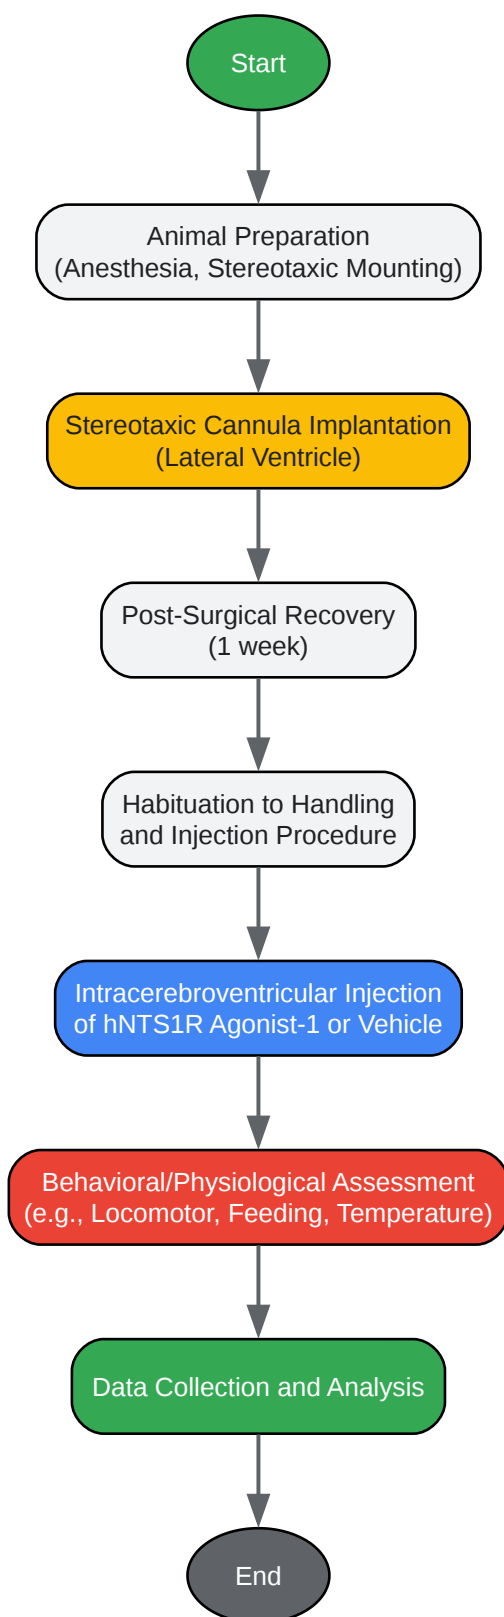 Start
Animal Preparation
(Anesthesia, Stereotaxic Mounting)
Stereotaxic Cannula Implantation
(Lateral Ventricle)
Post-Surgical Recovery
(1 week)
Habituation to Handling
and Injection Procedure
Intracerebroventricular Injection
of hNTS1R Agonist-1 or Vehicle
Behavioral/Physiological Assessment
(e.g., Locomotor, Feeding, Temperature)
Data Collection and Analysis
End